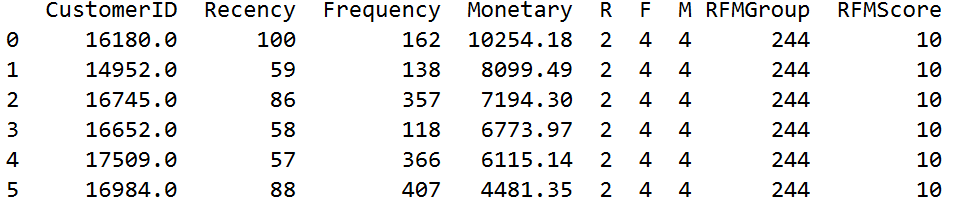 CustomerID Recency Frequency Monetary R F M RFMGroup RFMScore
0 16180.0 100 162 10254.18 2 4 4 244 10
1 14952.0 59 138 8099.49 2 4 4 244 10
2 16745.0 86 357 7194.30 2 4 4 244 10
3 16652.0 58 118 6773.97 2 4 4 244 10
4 17509.0 57 366 6115.14 2 4 4 244 10
5 16984.0 88 407 4481.35 2 4 4 244 10